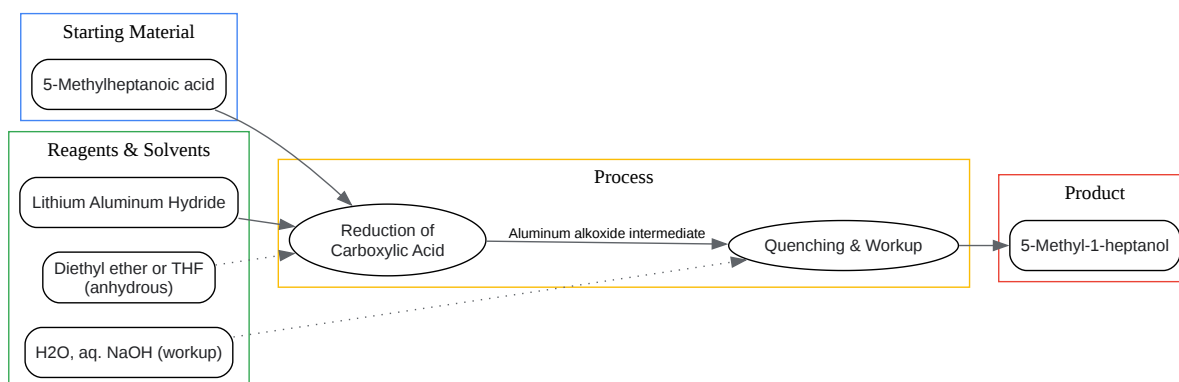 Starting Material
5-Methylheptanoic acid
Reagents & Solvents
Lithium Aluminum Hydride
Diethyl ether or THF
(anhydrous)
H2O, aq. NaOH (workup)
Process
Reduction of
Carboxylic Acid
Aluminum alkoxide intermediate
Quenching & Workup
Product
5-Methyl-1-heptanol